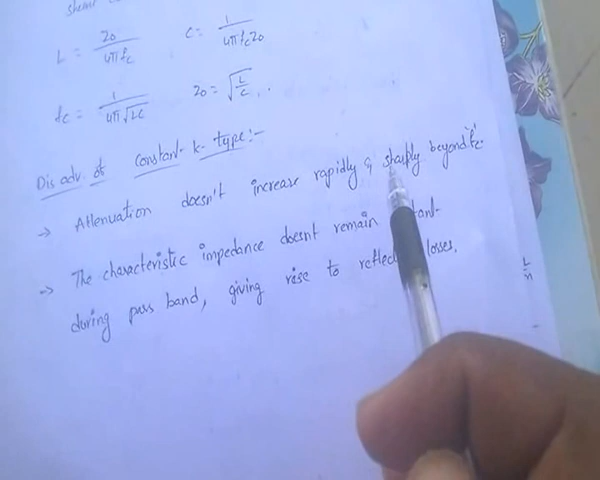 L = Z0 / 4πfc    C = 1 / 4πfcZ0
fc = 1 / 4π√LC    Z0 = √L/C
Dis adv. of Constant-k-type:-
→ Attenuation doesn't increase rapidly & sharply beyond 'fc'.
→ The characteristic impedance doesnt remain
during pass band, giving rise to losses.
L/n